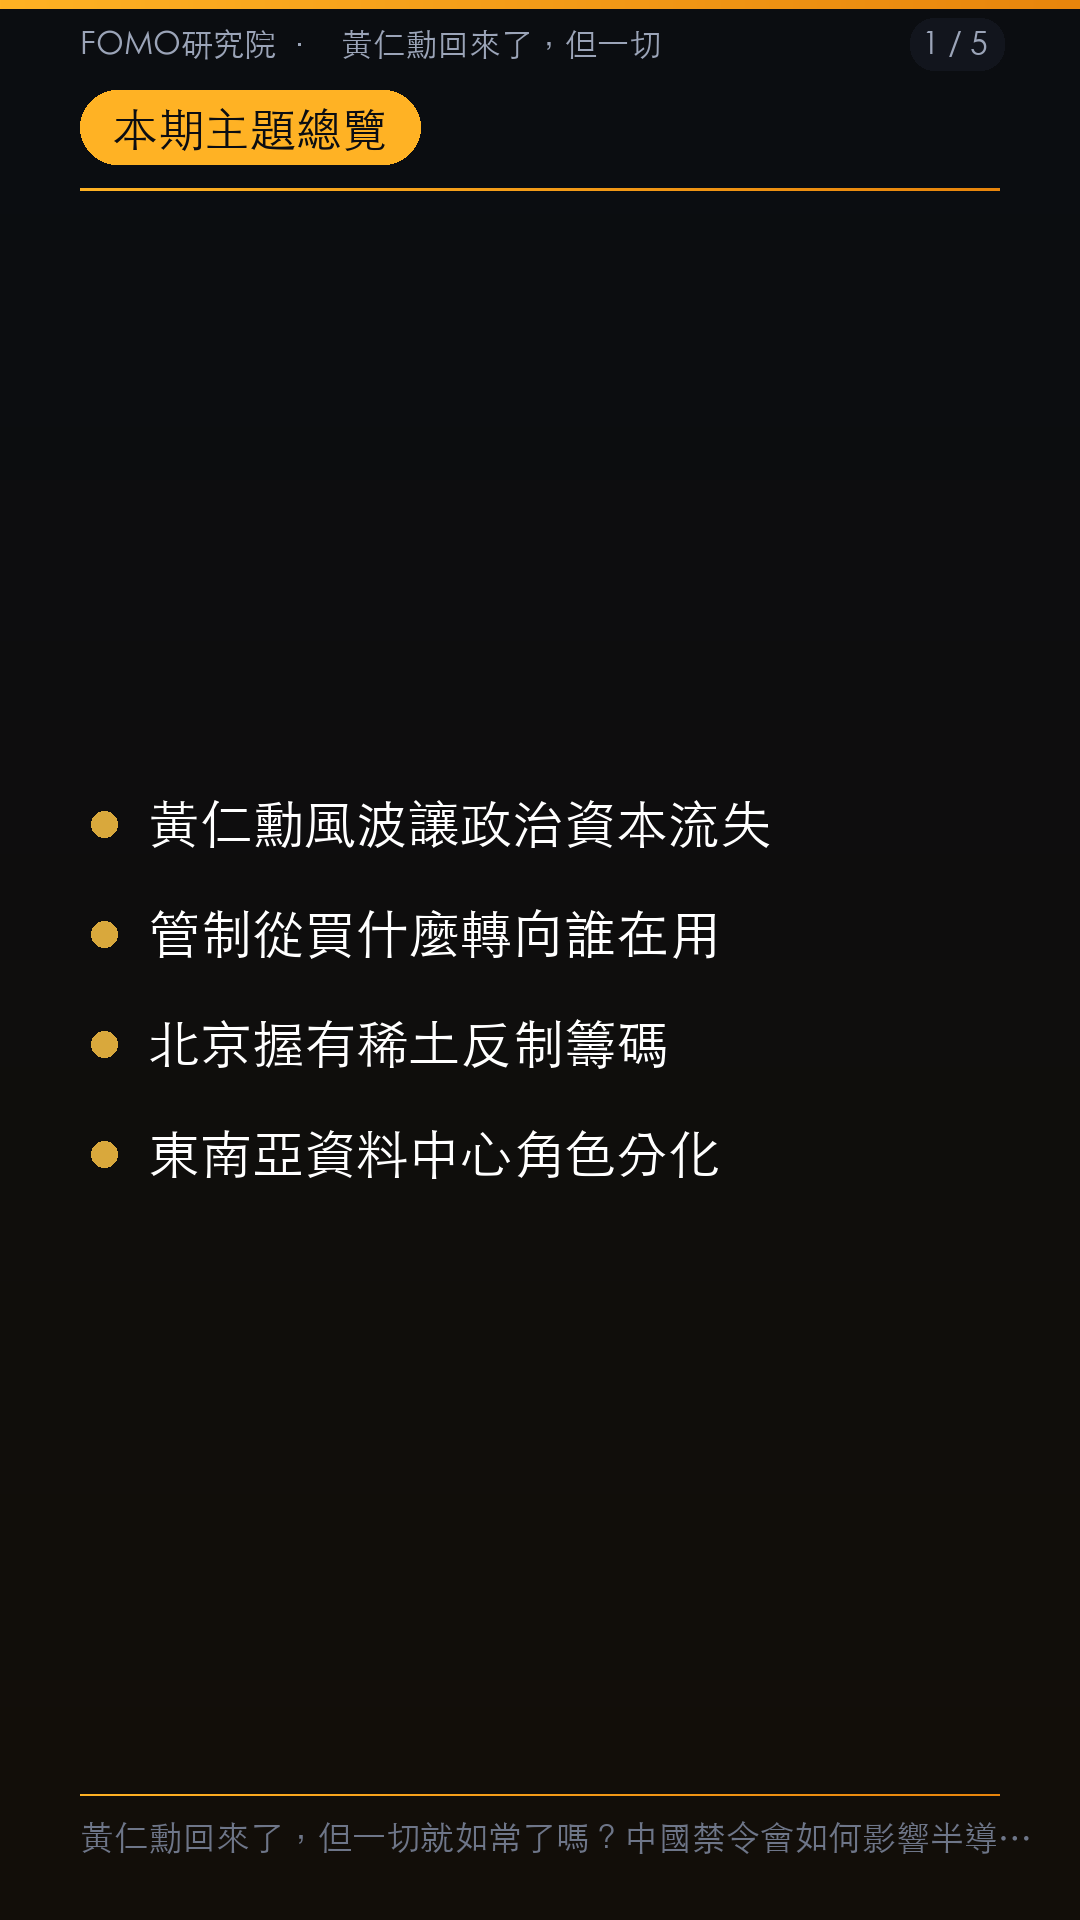 FOMO研究院 · 黃仁勳回來了，但一切
1 / 5
本期主題總覽
黃仁勳風波讓政治資本流失
管制從買什麼轉向誰在用
北京握有稀土反制籌碼
東南亞資料中心角色分化
黃仁勳回來了，但一切就如常了嗎？中國禁令會如何影響半導…